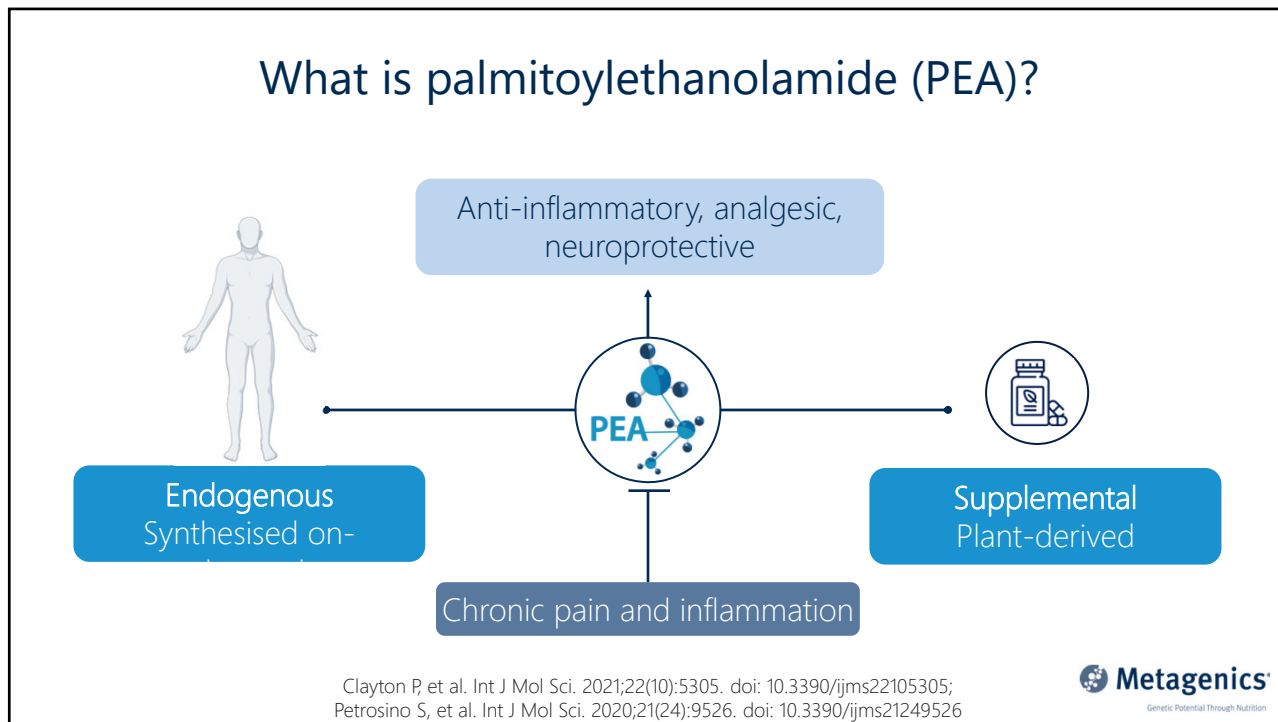 What is palmitoylethanolamide (PEA)?
Anti-inflammatory, analgesic,
neuroprotective
PEA
Endogenous
Synthesised on-
Supplemental
Plant-derived
Chronic pain and inflammation
Clayton P, et al. Int J Mol Sci. 2021;22(10):5305. doi: 10.3390/ijms22105305;
Petrosino S, et al. Int J Mol Sci. 2020;21(24):9526. doi: 10.3390/ijms21249526
Metagenics®
Genetic Potential Through Nutrition